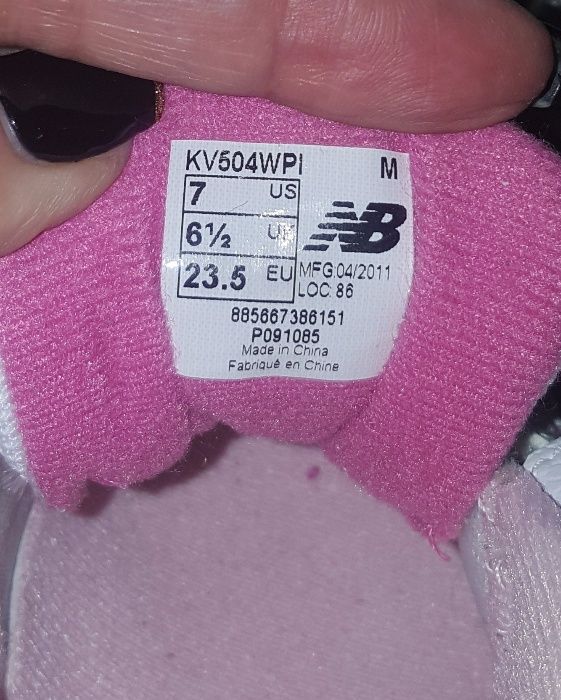 KV504WPI M
7 US
6½ UK
23.5 EU
NB
MFG:04/2011
LOC: 86
885667386151
P091085
Made in China
Fabriqué en Chine